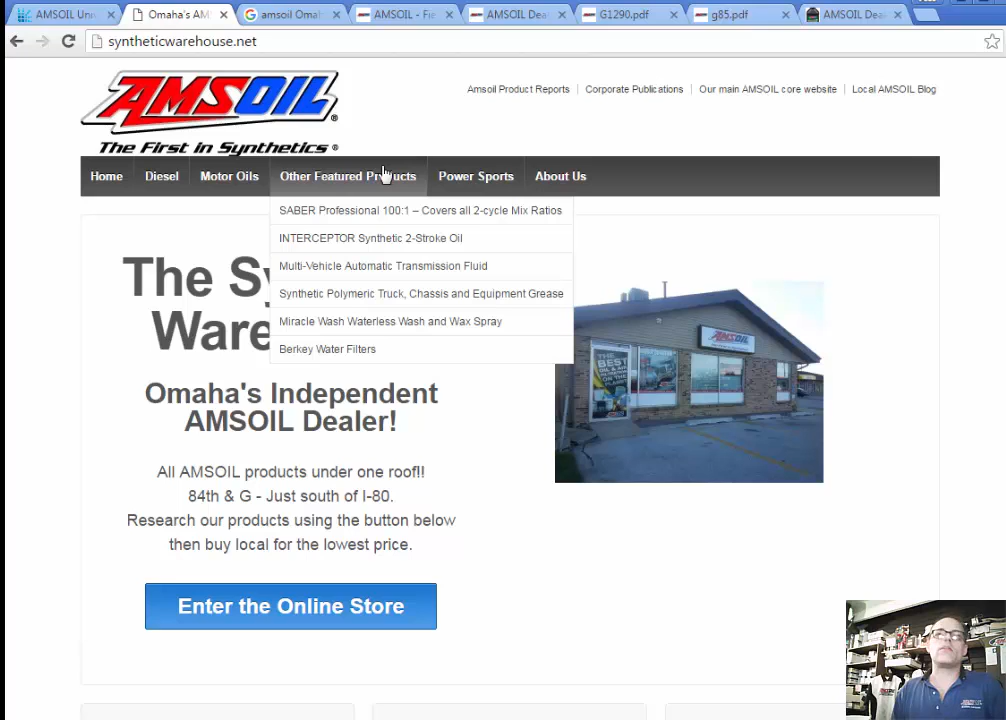 AMSOIL Uni
Omaha's AM
amsoil Omah
AMSOIL - Fie
AMSOIL Dea
G1290.pdf
g85.pdf
AMSOIL Dea
syntheticwarehouse.net
AMSOIL
The First in Synthetics
Amsoil Product Reports
Corporate Publications
Our main AMSOIL core website
Local AMSOIL Blog
Home
Diesel
Motor Oils
Other Featured Products
Power Sports
About Us
SABER Professional 100:1 – Covers all 2-cycle Mix Ratios
INTERCEPTOR Synthetic 2-Stroke Oil
Multi-Vehicle Automatic Transmission Fluid
Synthetic Polymeric Truck, Chassis and Equipment Grease
Miracle Wash Waterless Wash and Wax Spray
Berkey Water Filters
The Sy
Ware
Omaha's Independent
AMSOIL Dealer!
All AMSOIL products under one roof!!
84th & G - Just south of I-80.
Research our products using the button below
then buy local for the lowest price.
Enter the Online Store
AMSOIL
THE
BEST
OIL